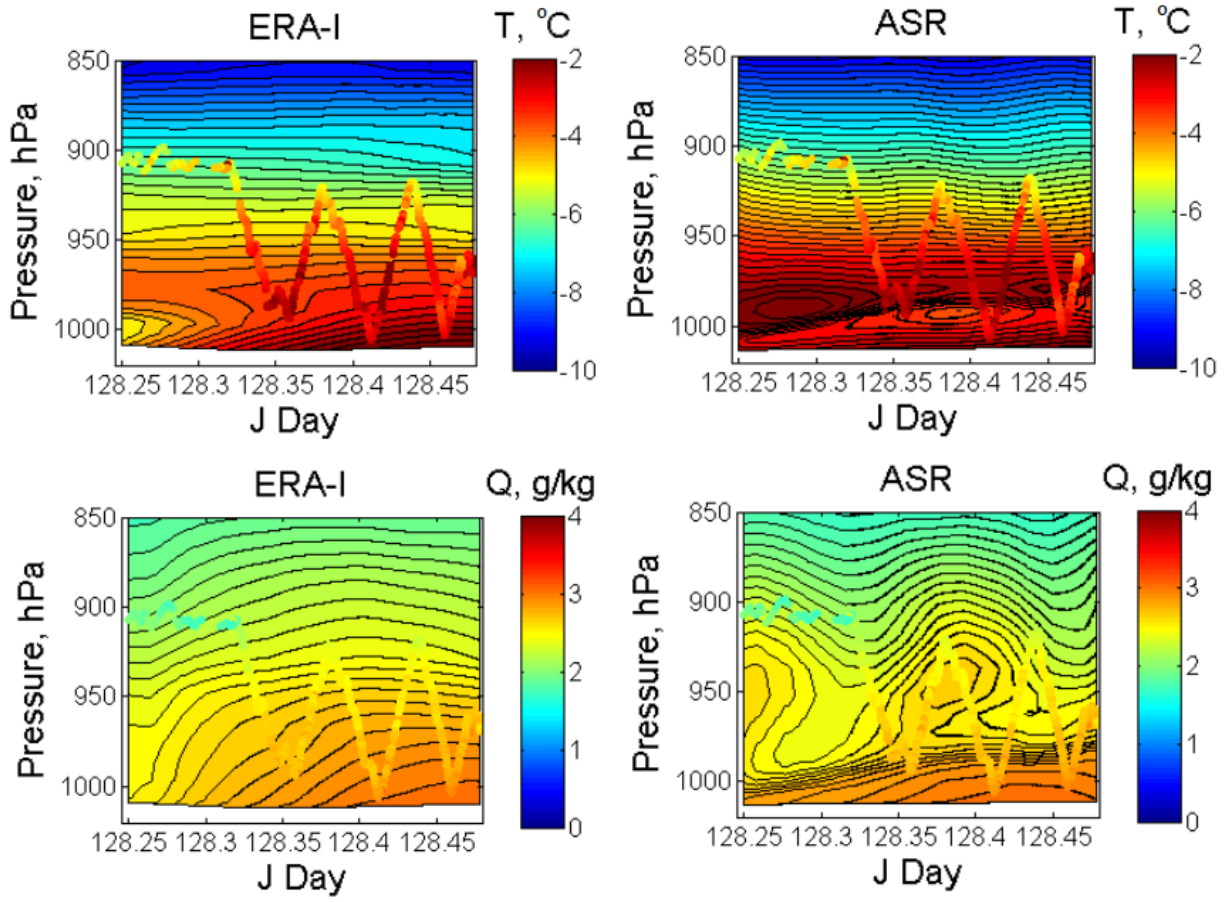 ERA-I T, °C ASR T, °C
850 -2 850 -2
900 -4 900 -4
950 -6 950 -6
1000 -8 1000 -8
-10 -10
128.25 128.3 128.35 128.4 128.45 128.25 128.3 128.35 128.4 128.45
J Day J Day
Pressure, hPa Pressure, hPa
ERA-I Q, g/kg ASR Q, g/kg
850 4 850 4
900 3 900 3
950 2 950 2
1000 1 1000 1
0 0
128.25 128.3 128.35 128.4 128.45 128.25 128.3 128.35 128.4 128.45
J Day J Day
Pressure, hPa Pressure, hPa